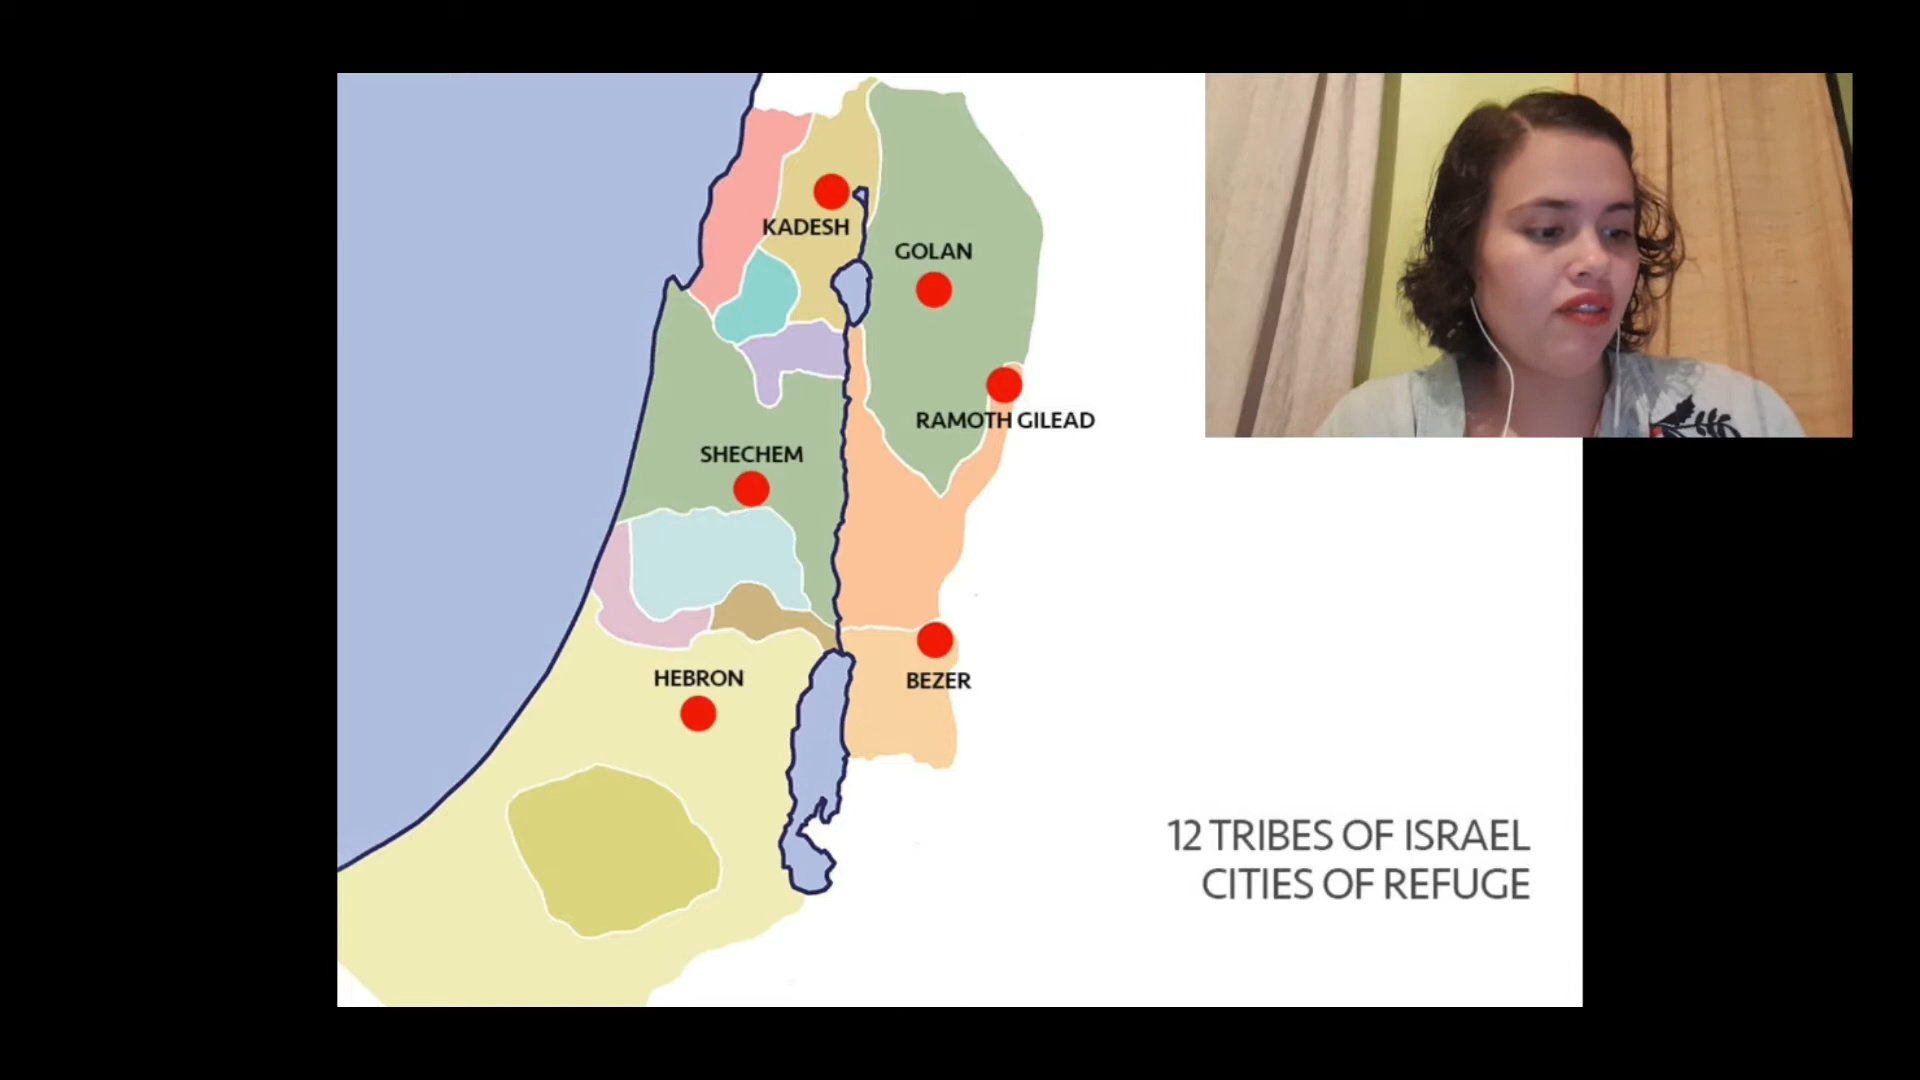 KADESH
GOLAN
RAMOTH GILEAD
SHECHEM
BEZER
HEBRON
12 TRIBES OF ISRAEL
CITIES OF REFUGE